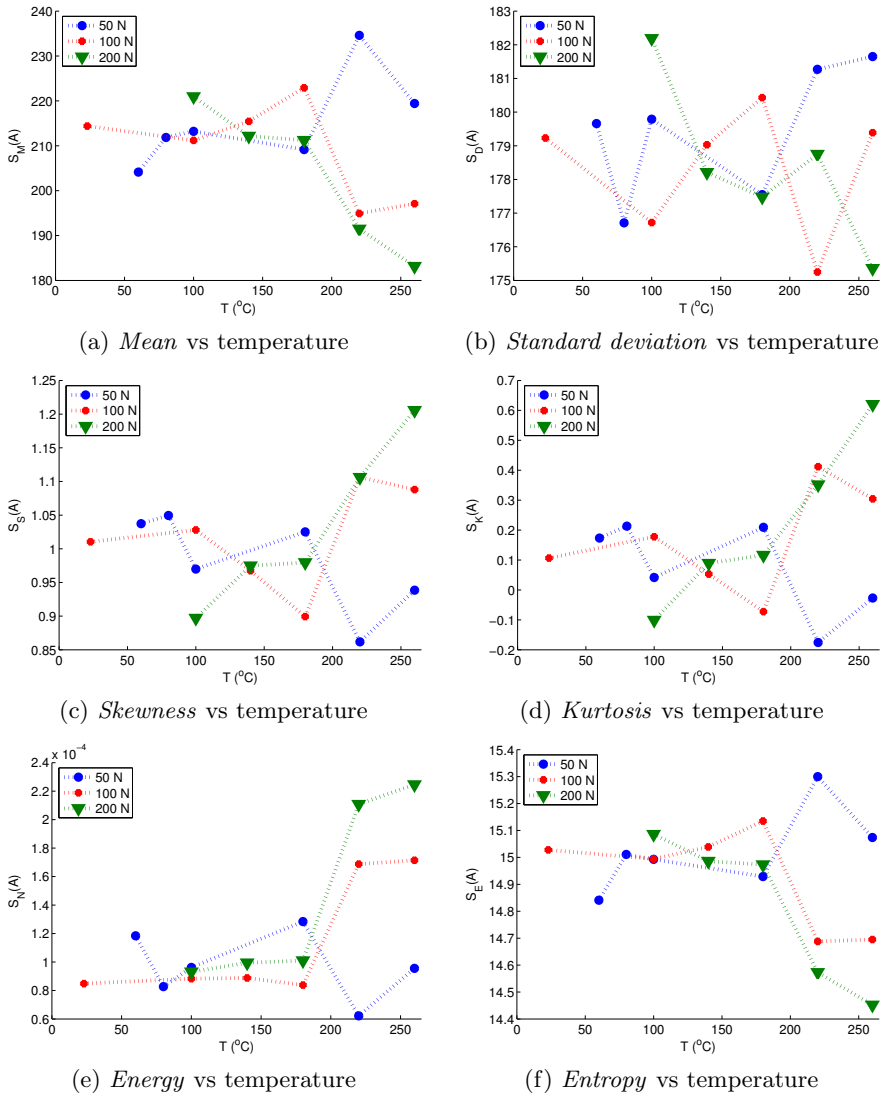 240
230
220
210
200
190
180
S_M(A)
50 N
100 N
200 N
0 50 100 150 200 250
T (°C)
(a) Mean vs temperature
183
182
181
180
179
178
177
176
175
S_D(A)
50 N
100 N
200 N
0 50 100 150 200 250
T (°C)
(b) Standard deviation vs temperature
1.25
1.2
1.15
1.1
1.05
1
0.95
0.9
0.85
S_S(A)
50 N
100 N
200 N
0 50 100 150 200 250
T (°C)
(c) Skewness vs temperature
0.7
0.6
0.5
0.4
0.3
0.2
0.1
0
−0.1
−0.2
S_K(A)
50 N
100 N
200 N
0 50 100 150 200 250
T (°C)
(d) Kurtosis vs temperature
x 10⁻⁴
2.4
2.2
2
1.8
1.6
1.4
1.2
1
0.8
0.6
S_N(A)
50 N
100 N
200 N
0 50 100 150 200 250
T (°C)
(e) Energy vs temperature
15.4
15.3
15.2
15.1
15
14.9
14.8
14.7
14.6
14.5
14.4
S_E(A)
50 N
100 N
200 N
0 50 100 150 200 250
T (°C)
(f) Entropy vs temperature